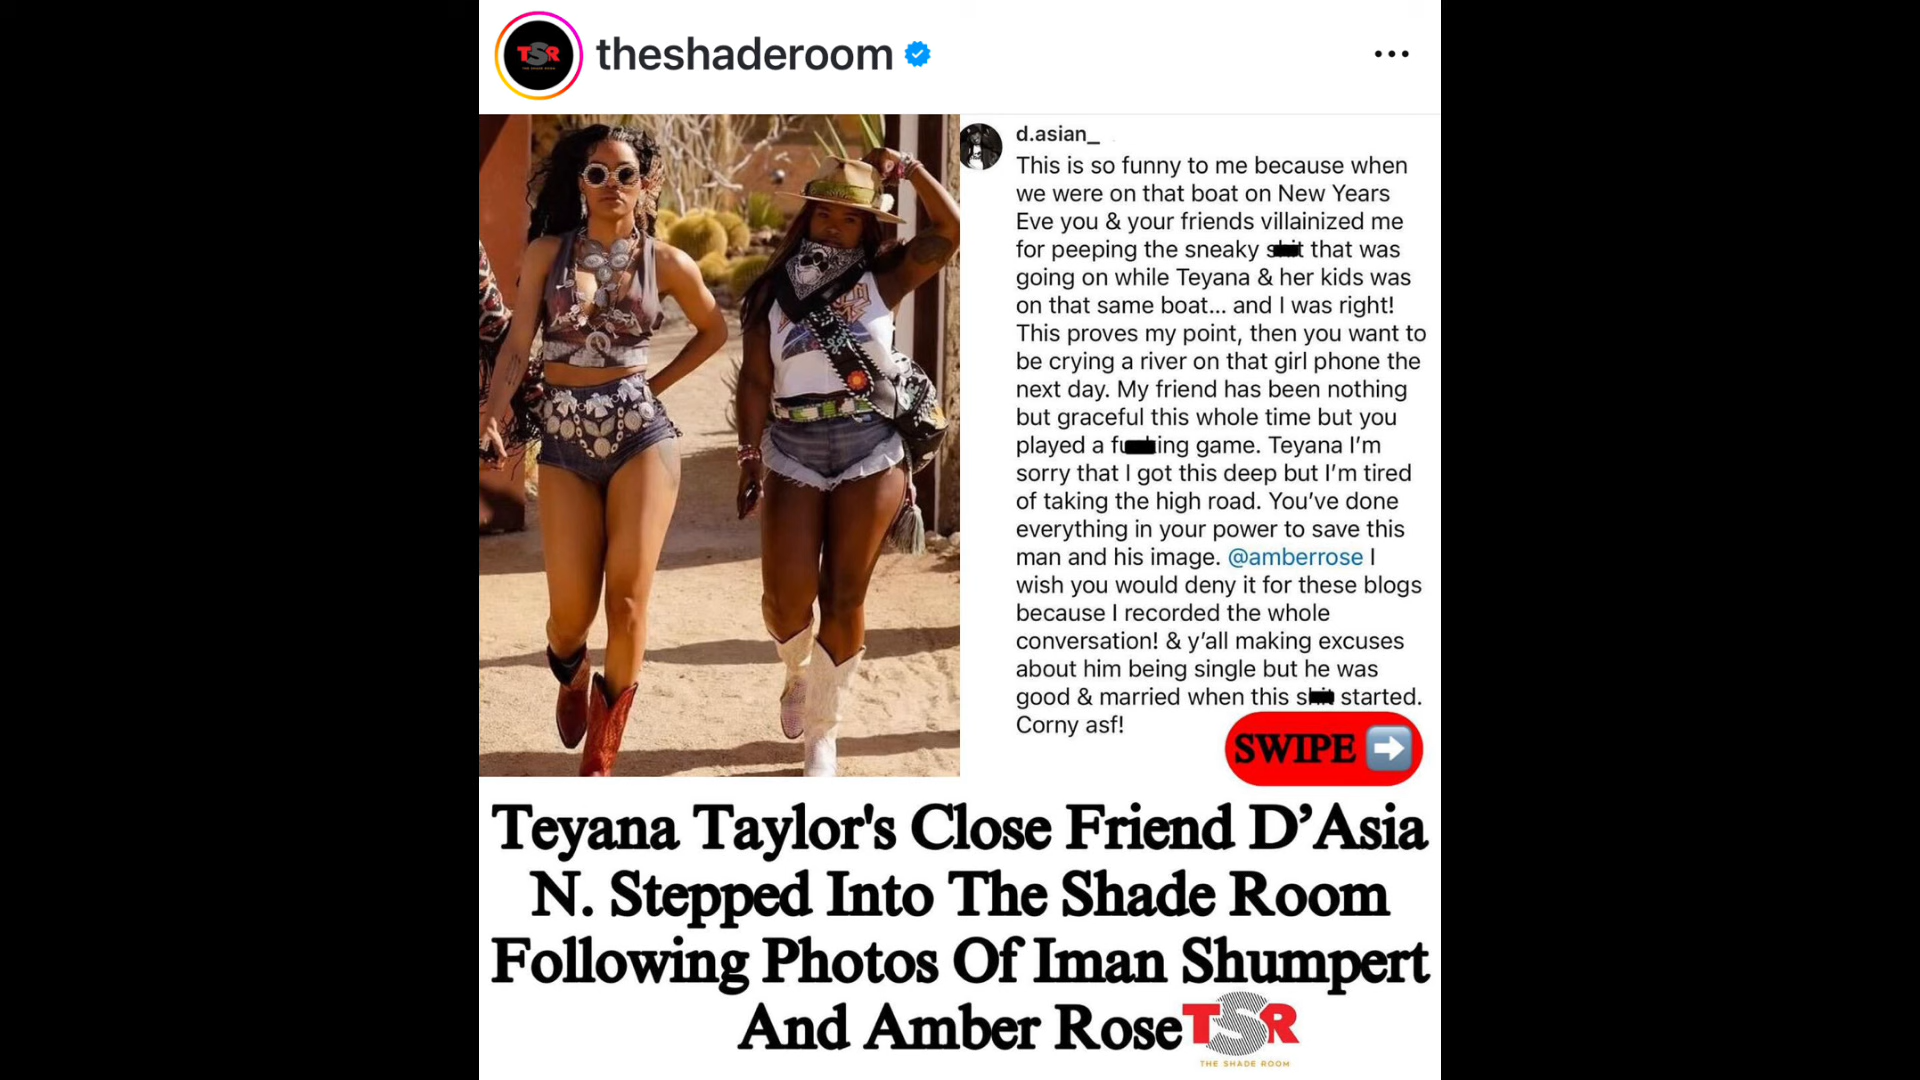 TSR
THE SHADE ROOM
theshaderoom
d.asian_
This is so funny to me because when
we were on that boat on New Years
Eve you & your friends villainized me
for peeping the sneaky s t that was
going on while Teyana & her kids was
on that same boat... and I was right!
This proves my point, then you want to
be crying a river on that girl phone the
next day. My friend has been nothing
but graceful this whole time but you
played a fu ing game. Teyana I'm
sorry that I got this deep but I'm tired
of taking the high road. You've done
everything in your power to save this
man and his image. @amberrose I
wish you would deny it for these blogs
because I recorded the whole
conversation! & y'all making excuses
about him being single but he was
good & married when this s t started.
Corny asf!
SWIPE ➡️
Teyana Taylor's Close Friend D’Asia
N. Stepped Into The Shade Room
Following Photos Of Iman Shumpert
And Amber Rose
TSR
THE SHADE ROOM